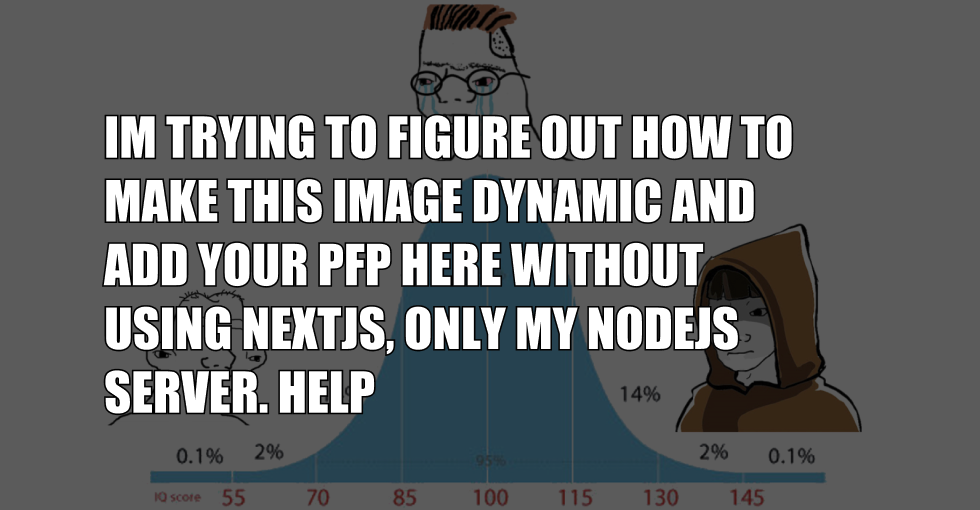 IM TRYING TO FIGURE OUT HOW TO
MAKE THIS IMAGE DYNAMIC AND
ADD YOUR PFP HERE WITHOUT
USING NEXTJS, ONLY MY NODEJS
SERVER. HELP
14%
0.1% 2% 95% 2% 0.1%
IQ score 55 70 85 100 115 130 145